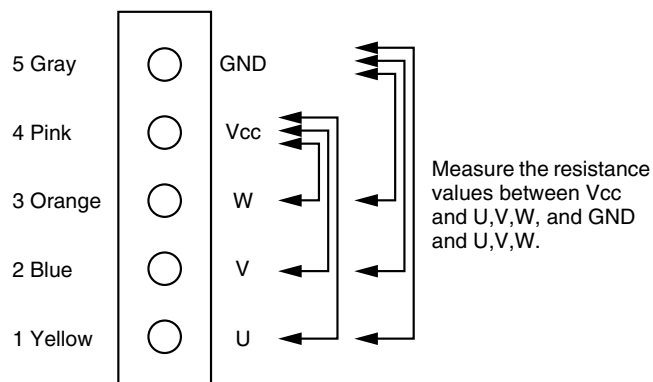 5 Gray GND
4 Pink Vcc
3 Orange W
2 Blue V
1 Yellow U
Measure the resistance
values between Vcc
and U,V,W, and GND
and U,V,W.